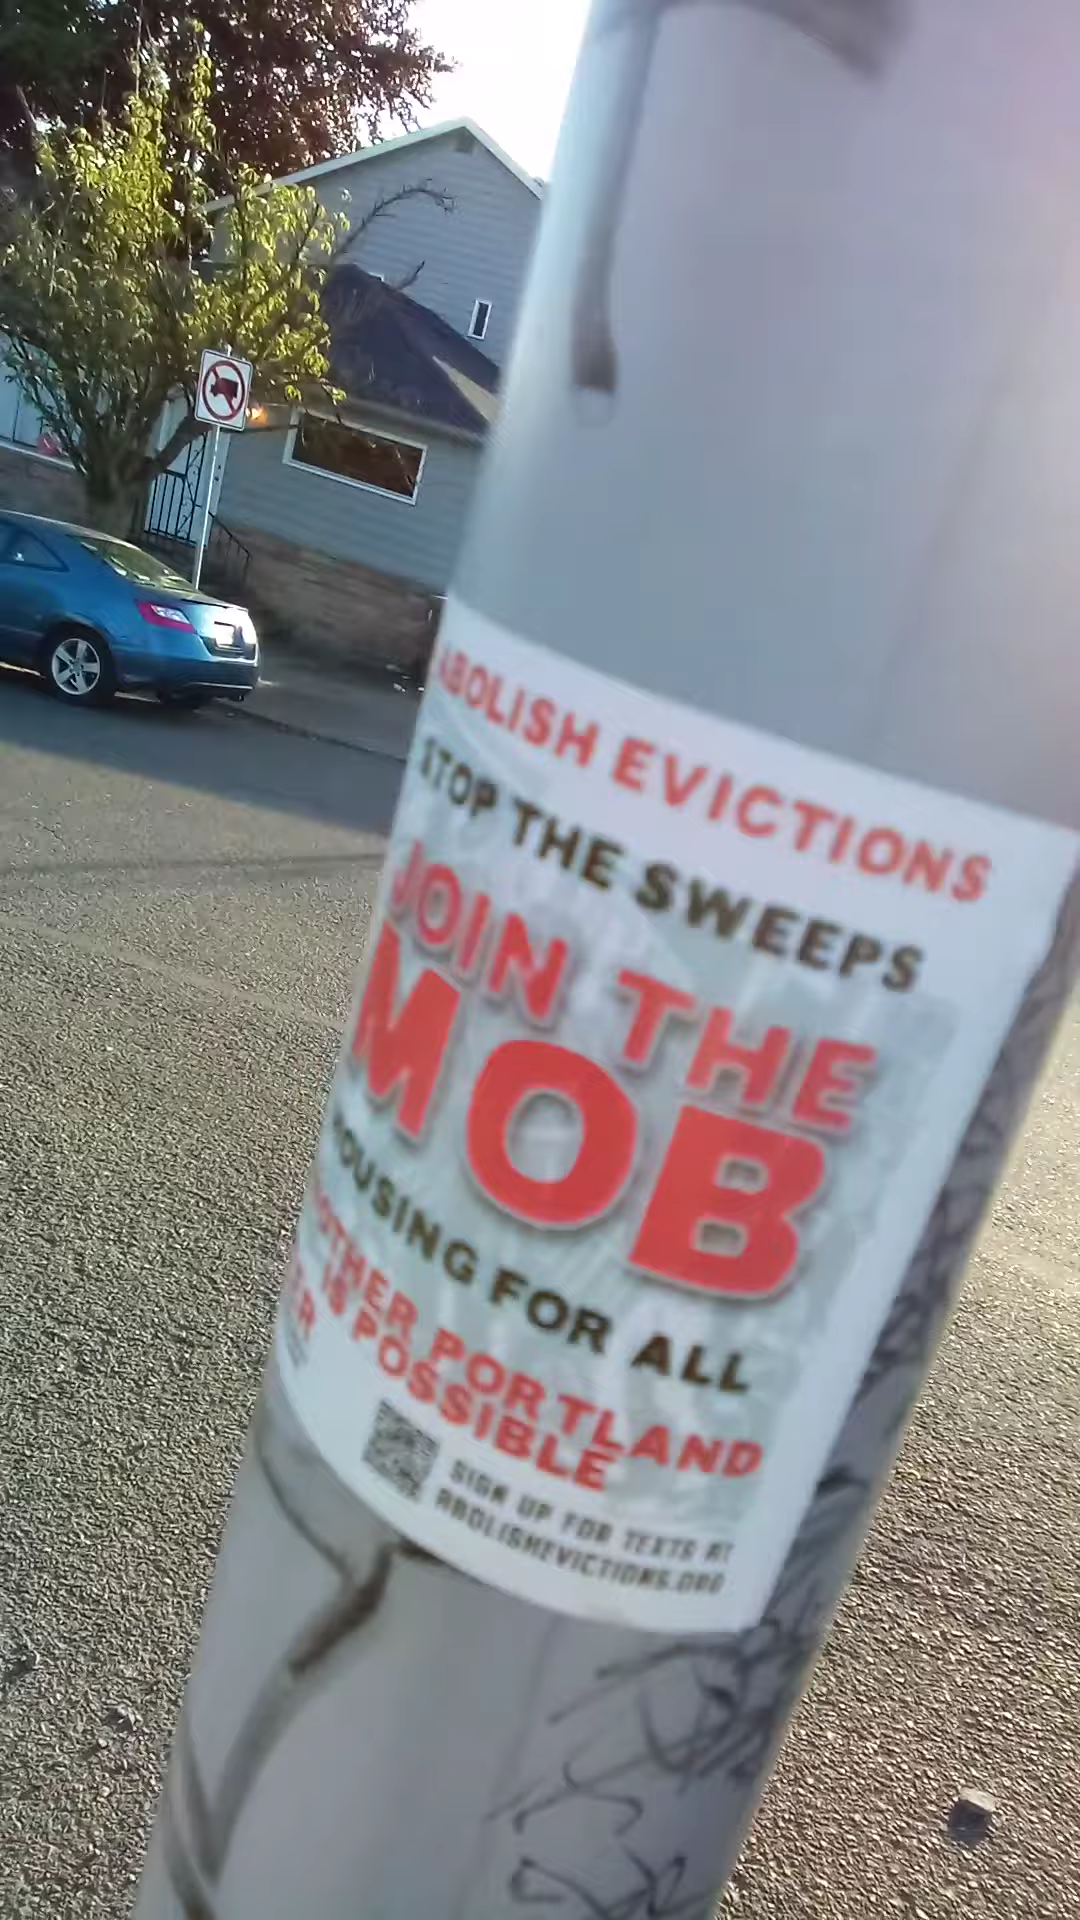 ABOLISH EVICTIONS
STOP THE SWEEPS
JOIN THE
MOB
HOUSING FOR ALL
PORTLAND
IS POSSIBLE
SIGN UP FOR TEXTS AT
ABOLISHEVICTIONS.ORG